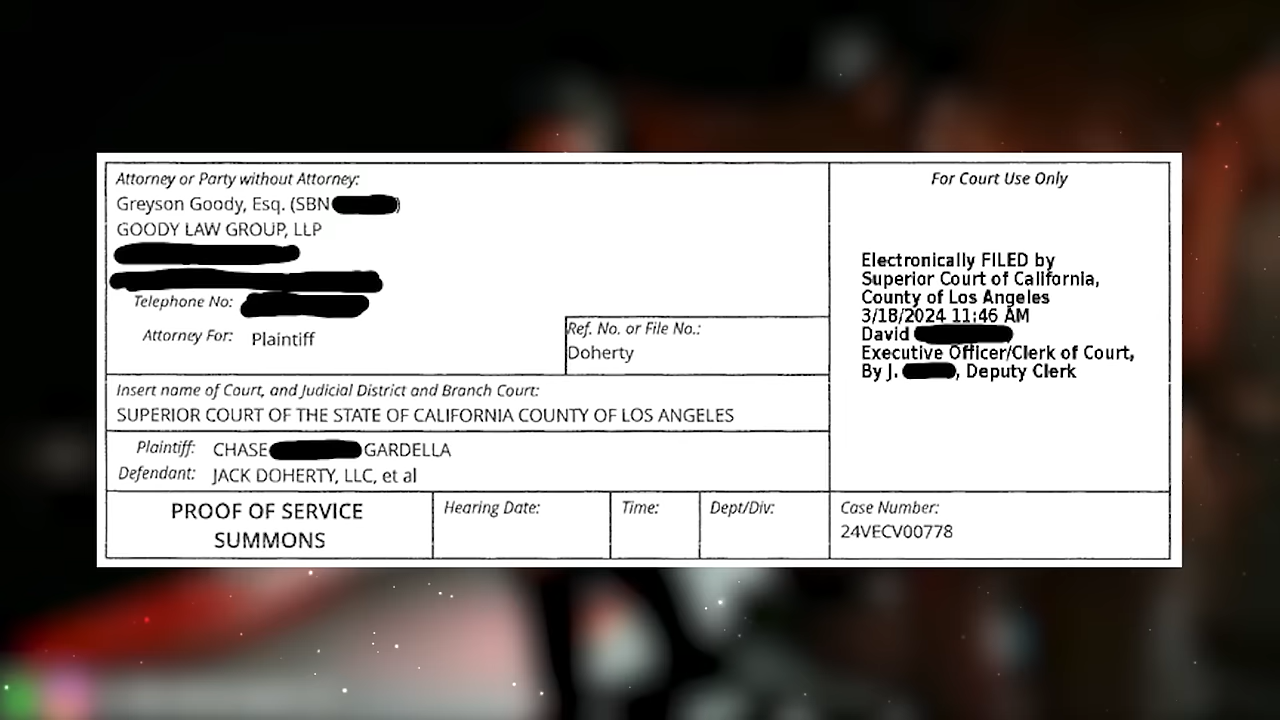 Attorney or Party without Attorney:
Greyson Goody, Esq. (SBN )
GOODY LAW GROUP, LLP
Telephone No:
Attorney For: Plaintiff
Ref. No. or File No.:
Doherty
Insert name of Court, and Judicial District and Branch Court:
SUPERIOR COURT OF THE STATE OF CALIFORNIA COUNTY OF LOS ANGELES
Plaintiff: CHASE GARDELLA
Defendant: JACK DOHERTY, LLC, et al
For Court Use Only
Electronically FILED by
Superior Court of California,
County of Los Angeles
3/18/2024 11:46 AM
David
Executive Officer/Clerk of Court,
By J. , Deputy Clerk
PROOF OF SERVICE
SUMMONS
Hearing Date:
Time:
Dept/Div:
Case Number:
24VECV00778